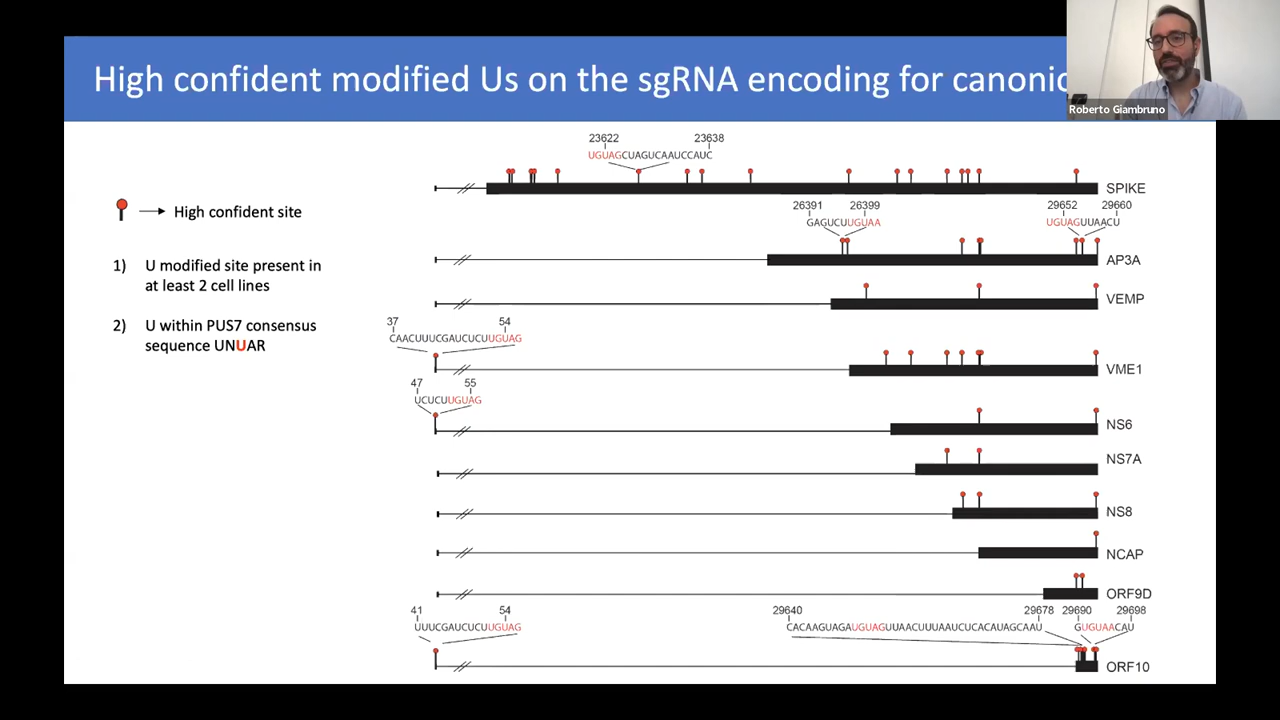 High confident modified Us on the sgRNA encoding for canonic
Roberto Giambruno
High confident site
1) U modified site present in
at least 2 cell lines
2) U within PUS7 consensus
sequence UNUAR
23622 23638
UGUAGCUAGUCAAUCCAUC
SPIKE
26391 26399
GAGUCUUGUAA
29652 29660
UGUAGUUAACU
AP3A
VEMP
37 54
CAACUUUCGAUCUCUUGUAG
VME1
47 55
UCUCUUGUAG
NS6
NS7A
NS8
NCAP
ORF9D
41 54
UUUCGAUCUCUUGUAG
29640 29678
CACAAGUAGAUGUAGUUAACUUUAAUCUCACAUAGCAAU
29690 29698
GUGUAACAU
ORF10